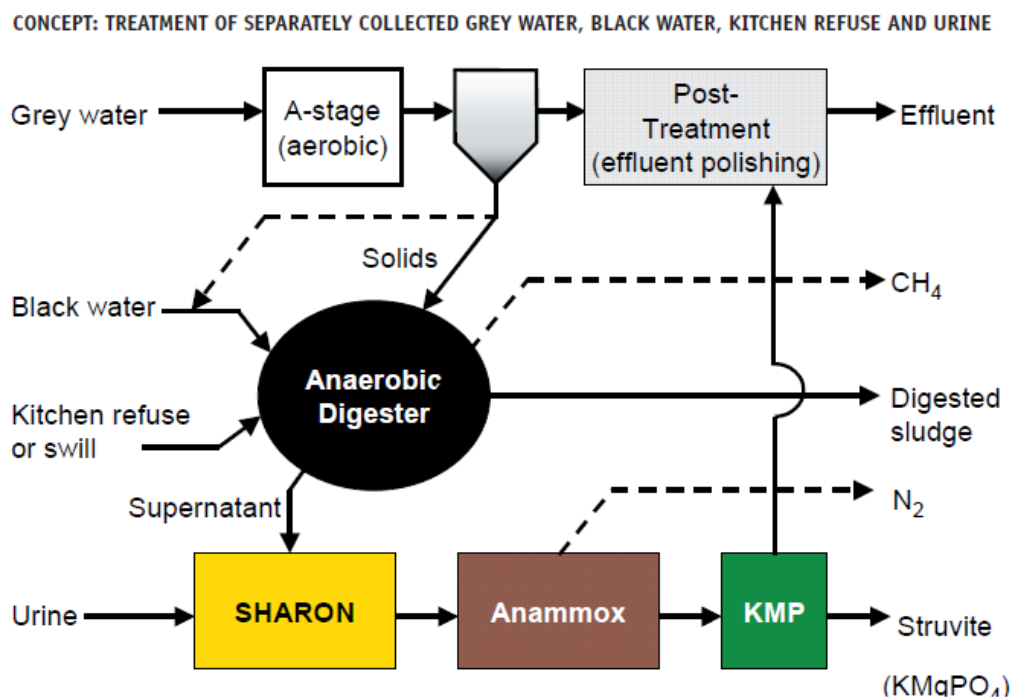 CONCEPT: TREATMENT OF SEPARATELY COLLECTED GREY WATER, BLACK WATER, KITCHEN REFUSE AND URINE
Grey water
A-stage
(aerobic)
Post-
Treatment
(effluent polishing)
Effluent
Solids
CH4
Black water
Anaerobic
Digester
Kitchen refuse
or swill
Digested
sludge
Supernatant
N2
Urine
SHARON
Anammox
KMP
Struvite
(KMgPO4)